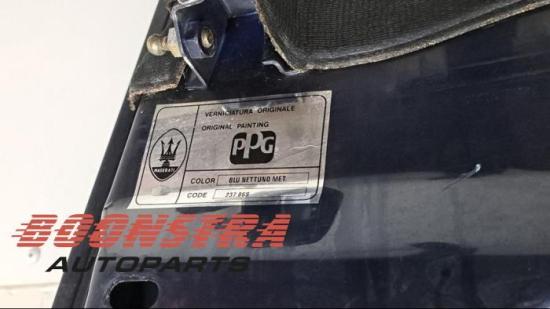 VERNICIATURA ORIGINALE
ORIGINAL PAINTING
PPG
MASERATI
COLOR BLU NETTUNO MET.
CODE 237.868
BOONSTRA
AUTOPARTS